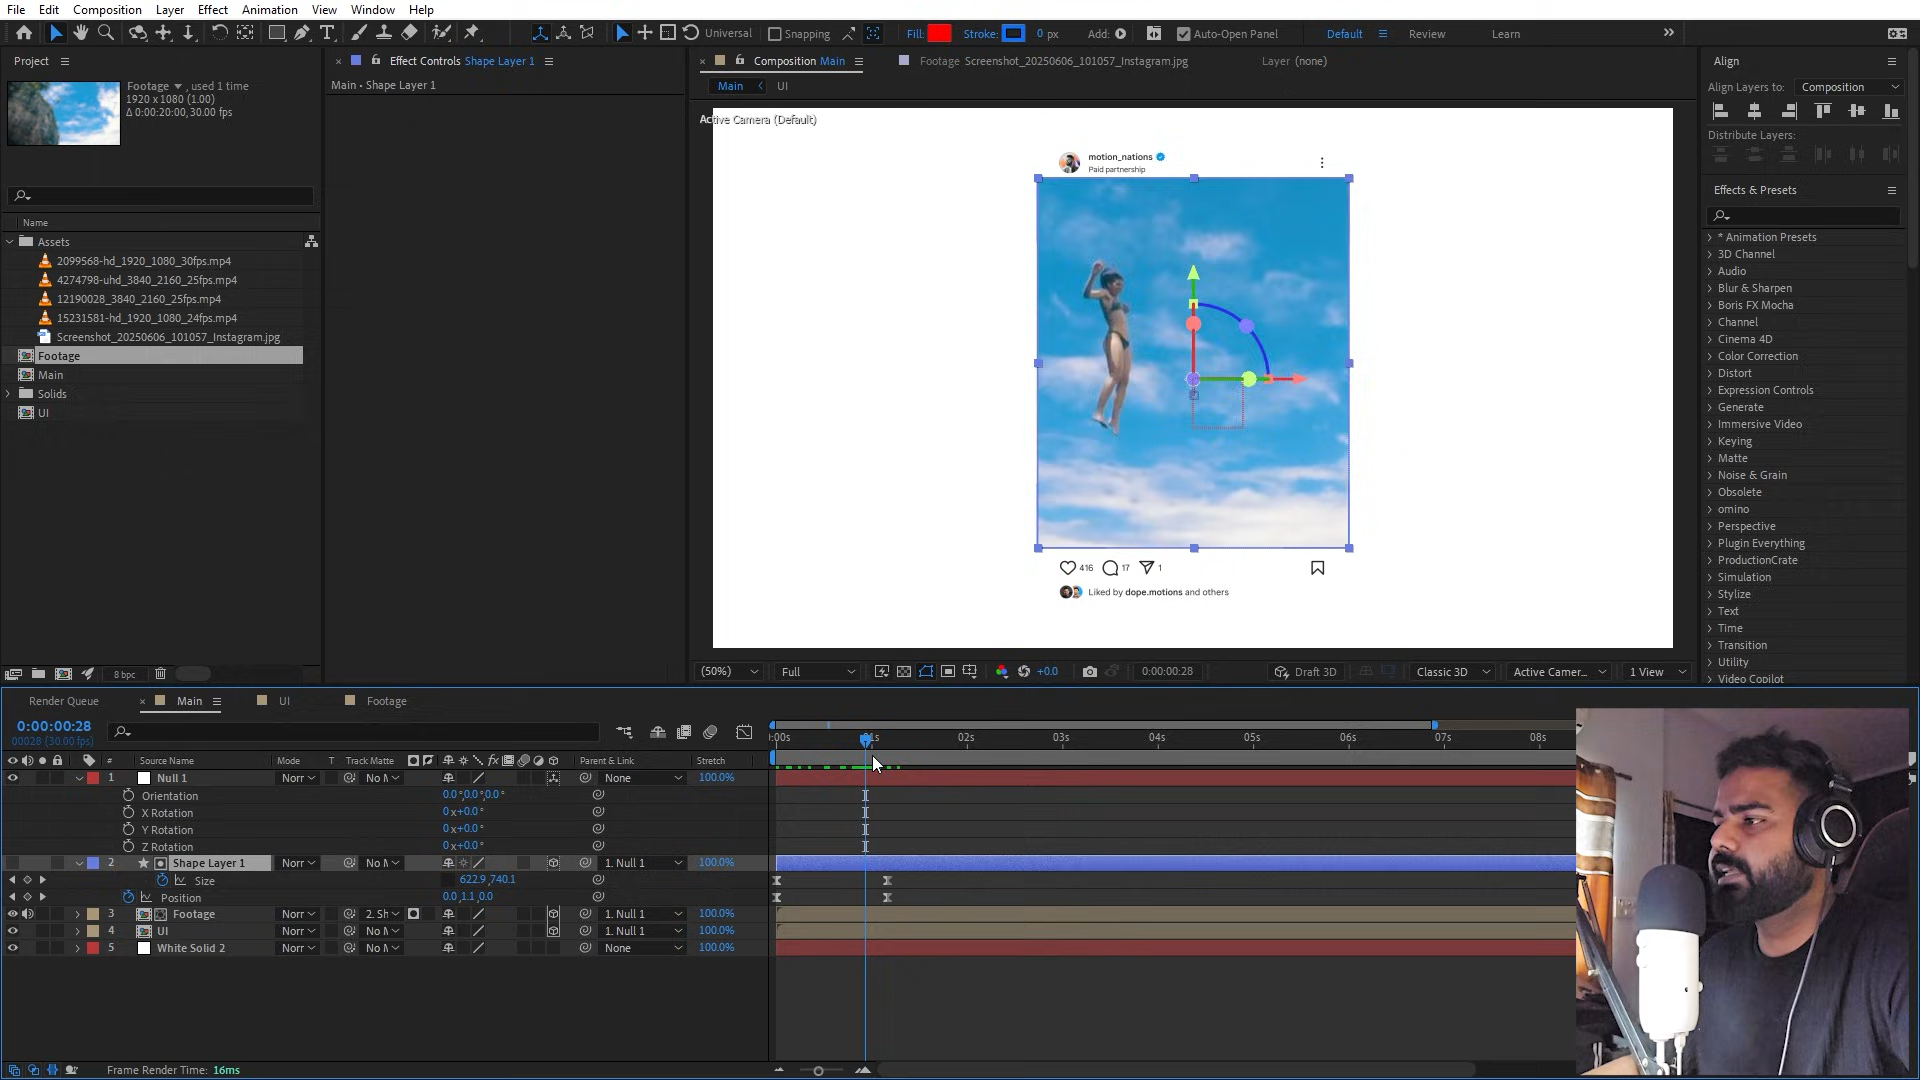 File Edit Composition Layer Effect Animation View Window Help
Universal Snapping Fill: Stroke: 0 px Add: Auto-Open Panel Default Review Learn
Project
Footage , used 1 time
1920 x 1080 (1.00)
Δ 0:00:20:00, 30.00 fps
Name
Assets
2099568-hd_1920_1080_30fps.mp4
4274798-uhd_3840_2160_25fps.mp4
12190028_3840_2160_25fps.mp4
15231581-hd_1920_1080_24fps.mp4
Screenshot_20250606_101057_Instagram.jpg
Footage
Main
Solids
UI
8 bpc
Effect Controls Shape Layer 1
Main • Shape Layer 1
Composition Main Footage Screenshot_20250606_101057_Instagram.jpg Layer (none)
Main UI
Active Camera (Default)
motion_nations
Paid partnership
416 17 1
Liked by dope.motions and others
(50%) Full +0.0 0:00:00:28 Draft 3D Classic 3D Active Camer... 1 View
Align
Align Layers to: Composition
Distribute Layers:
Effects & Presets
* Animation Presets
3D Channel
Audio
Blur & Sharpen
Boris FX Mocha
Channel
Cinema 4D
Color Correction
Distort
Expression Controls
Generate
Immersive Video
Keying
Matte
Noise & Grain
Obsolete
omino
Perspective
Plugin Everything
ProductionCrate
Simulation
Stylize
Text
Time
Transition
Utility
Video Copilot
Render Queue Main UI Footage
0:00:00:28
00028 (30.00 fps)
:00s 01s 02s 03s 04s 05s 06s 07s 08s
# Source Name Mode T Track Matte Parent & Link Stretch
1 Null 1 Norr No M None 100.0%
Orientation 0.0°,0.0°,0.0°
X Rotation 0x+0.0°
Y Rotation 0x+0.0°
Z Rotation 0x+0.0°
2 Shape Layer 1 Norr No M 1. Null 1 100.0%
Size 622.9,740.1
Position 0.0,1.1,0.0
3 Footage Norr 2. Sh 1. Null 1 100.0%
4 UI Norr No M 1. Null 1 100.0%
5 White Solid 2 Norr No M None 100.0%
Frame Render Time: 16ms